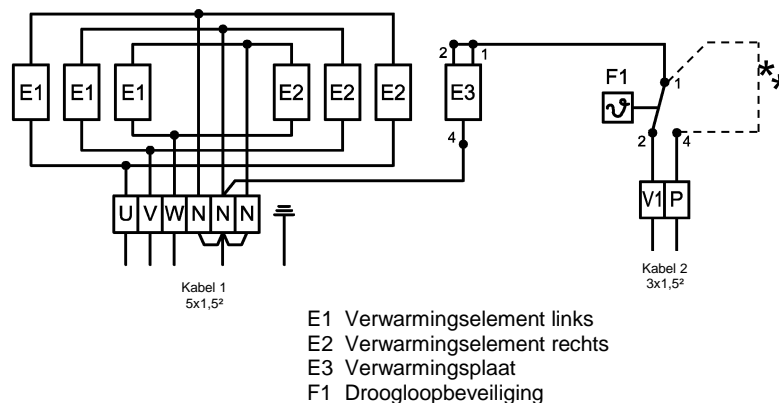 2 1
F1
E1 E1 E1 E2 E2 E2 E3
ϑ
1
**
4
2 4
U V W N N N
V1 P
Kabel 1
5x1,5²
Kabel 2
3x1,5²
E1 Verwarmingselement links
E2 Verwarmingselement rechts
E3 Verwarmingsplaat
F1 Droogloopbeveiliging